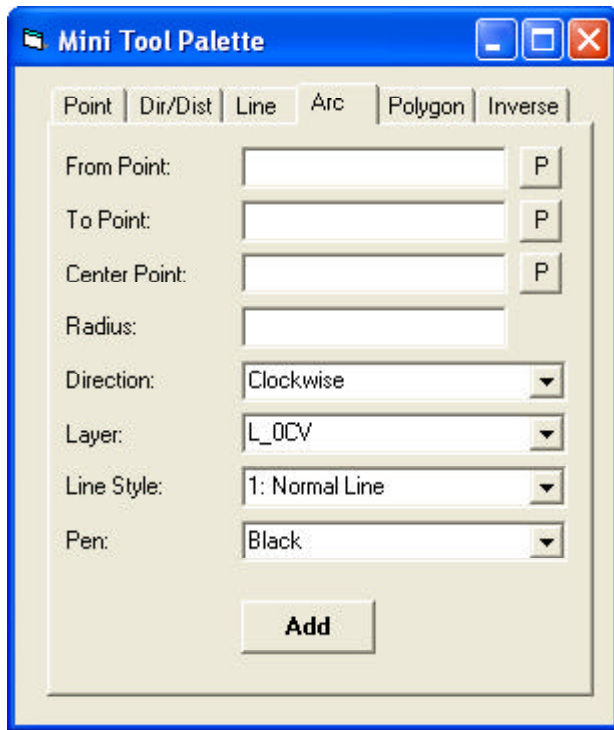 Mini Tool Palette
Point Dir/Dist Line Arc Polygon Inverse
From Point: P
To Point: P
Center Point: P
Radius:
Direction: Clockwise
Layer: L_0CV
Line Style: 1: Normal Line
Pen: Black
Add